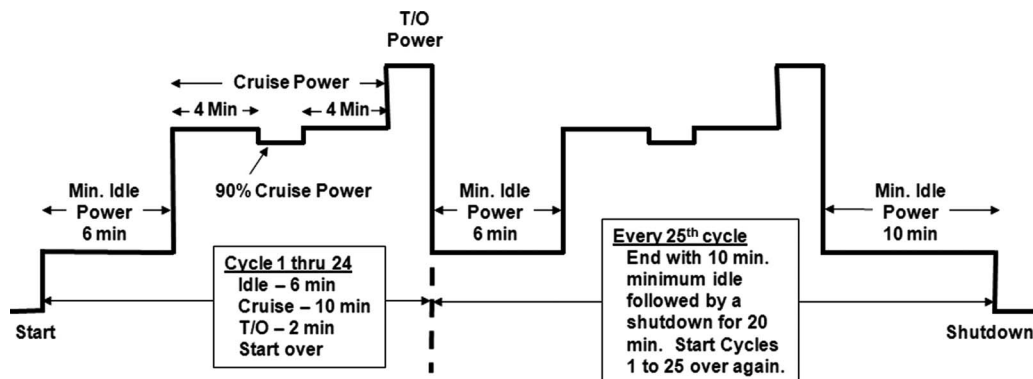 T/O
Power
Cruise Power
4 Min
4 Min
90% Cruise Power
Min. Idle
Power
6 min
Min. Idle
Power
6 min
Min. Idle
Power
10 min
Cycle 1 thru 24
Idle – 6 min
Cruise – 10 min
T/O – 2 min
Start over
Every 25th cycle
End with 10 min.
minimum idle
followed by a
shutdown for 20
min. Start Cycles
1 to 25 over again.
Start
Shutdown